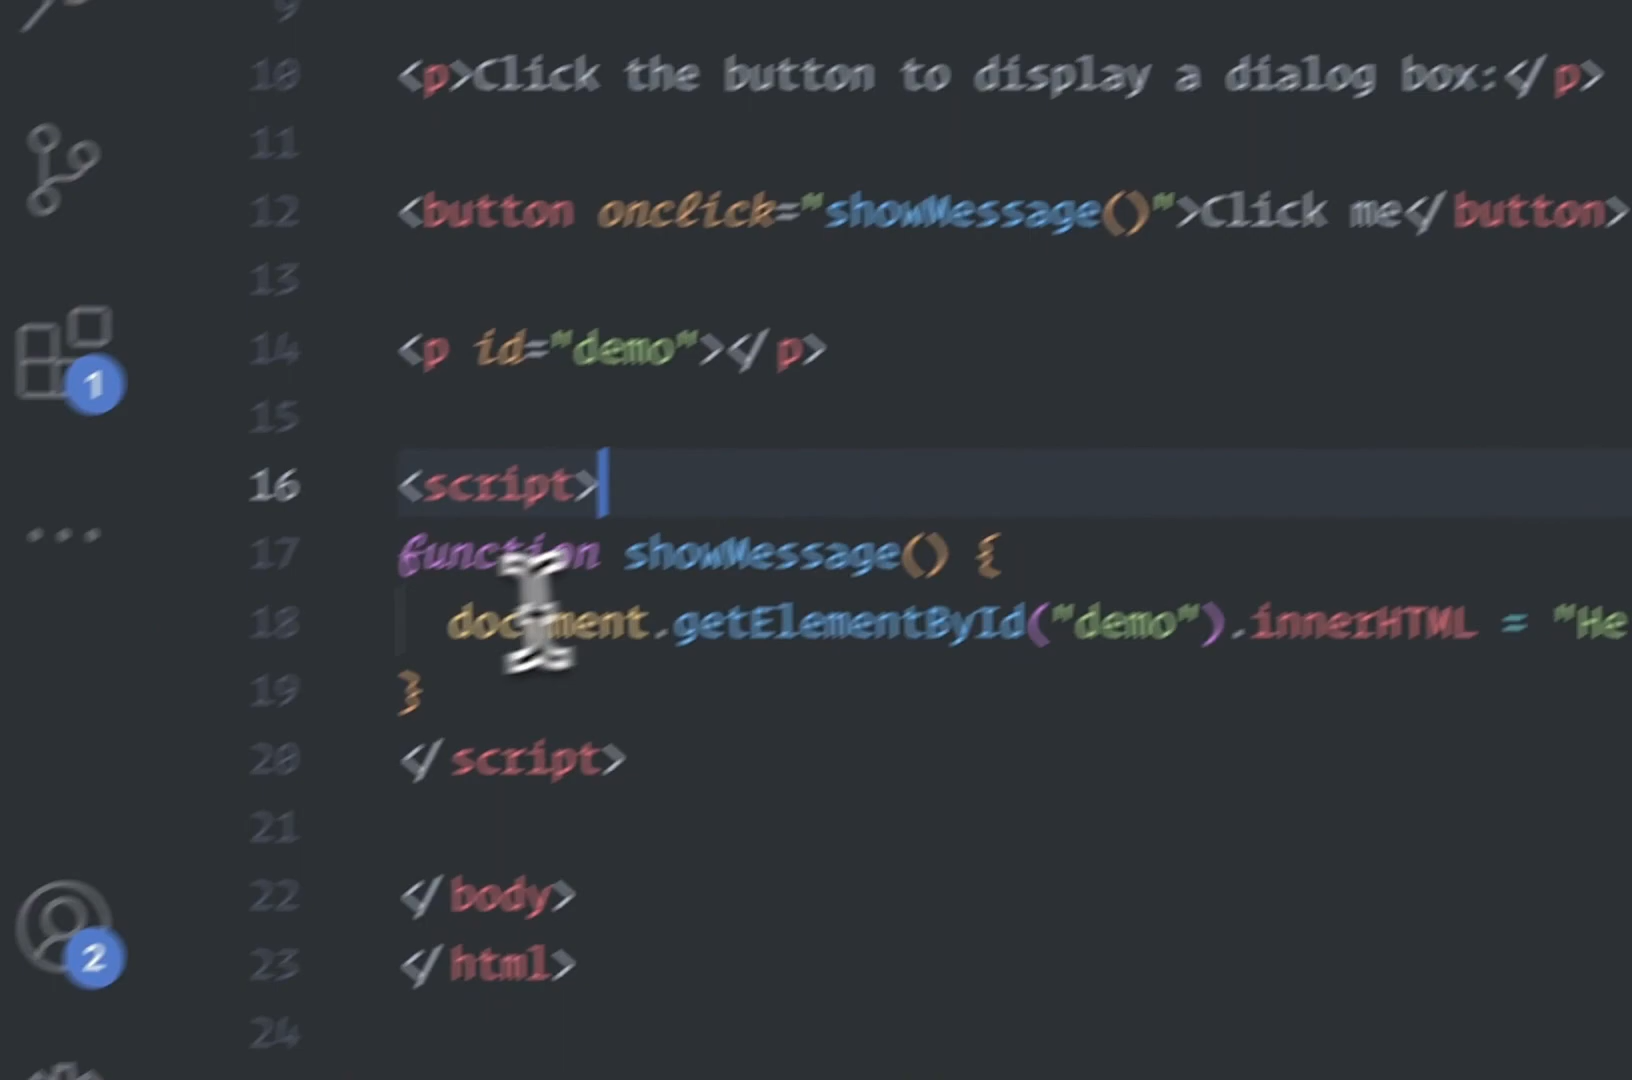 9
10 <p>Click the button to display a dialog box:</p>
11
12 <button onclick="showMessage()">Click me</button>
13
14 <p id="demo"></p>
15
16 <script>
17 function showMessage() {
18 document.getElementById("demo").innerHTML = "He
19 }
20 </script>
21
22 </body>
23 </html>
24
1
2